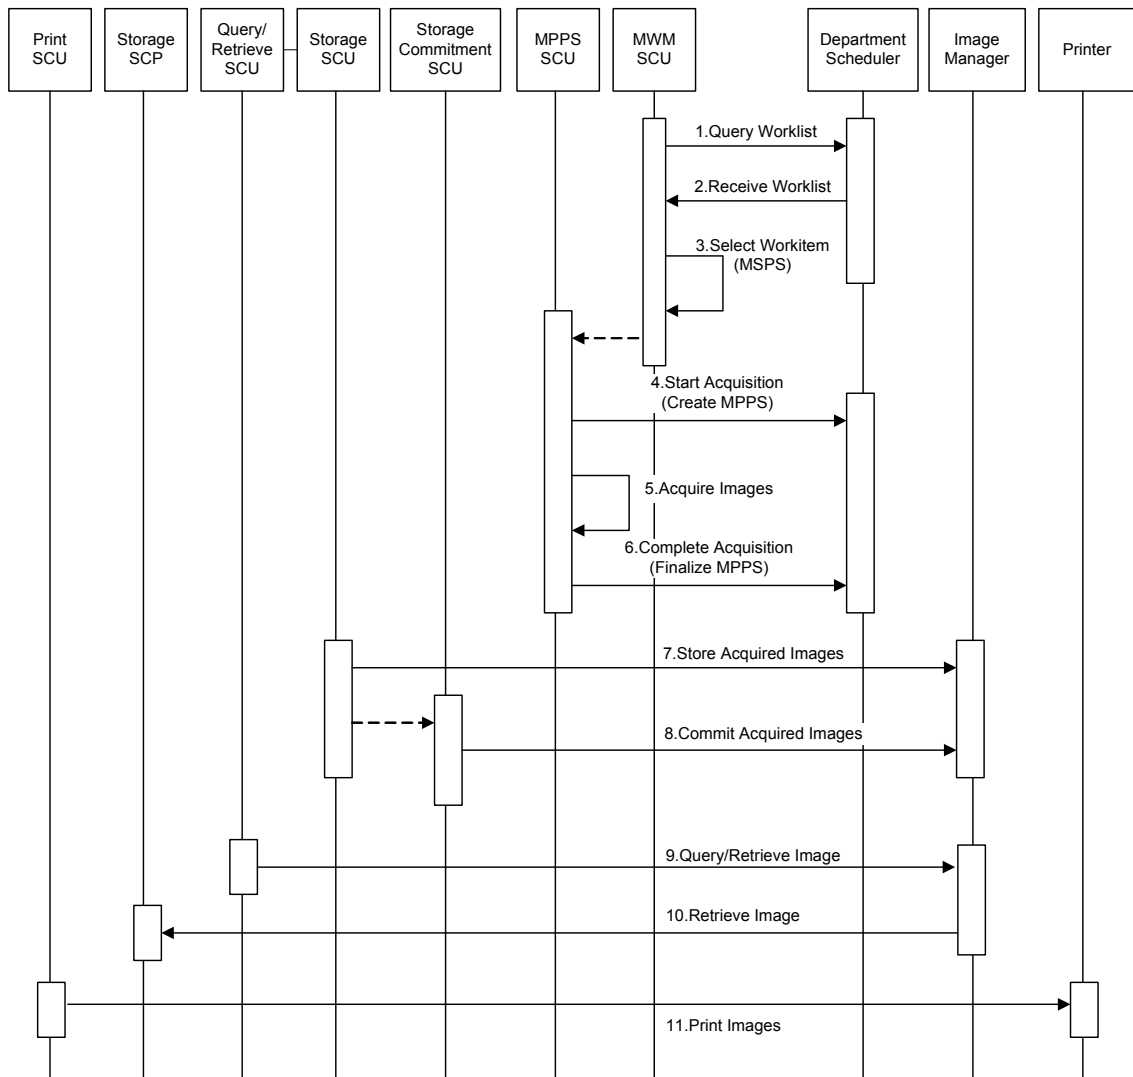 Print
SCU
Storage
SCP
Query/
Retrieve
SCU
Storage
SCU
Storage
Commitment
SCU
MPPS
SCU
MWM
SCU
Department
Scheduler
Image
Manager
Printer
1.Query Worklist
2.Receive Worklist
3.Select Workitem
(MSPS)
4.Start Acquisition
(Create MPPS)
5.Acquire Images
6.Complete Acquisition
(Finalize MPPS)
7.Store Acquired Images
8.Commit Acquired Images
9.Query/Retrieve Image
10.Retrieve Image
11.Print Images